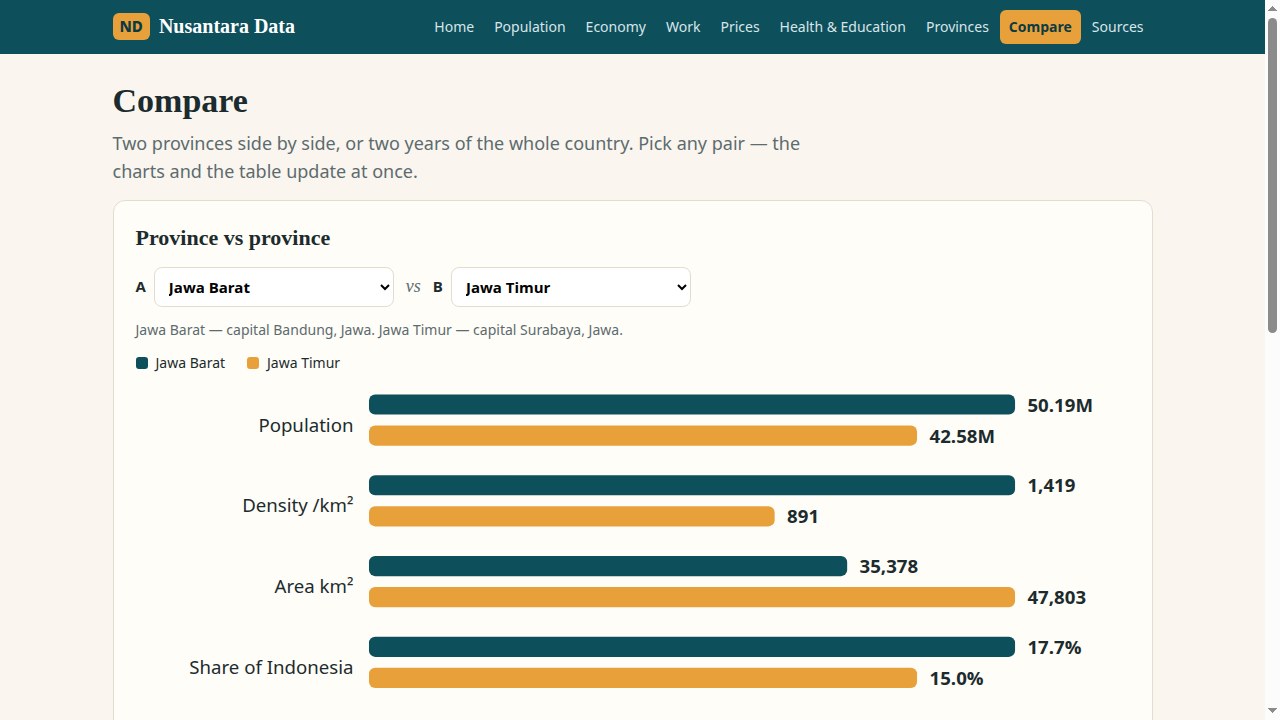 ND Nusantara Data Home Population Economy Work Prices Health & Education Provinces Compare Sources
Compare
Two provinces side by side, or two years of the whole country. Pick any pair — the
charts and the table update at once.
Province vs province
A Jawa Barat vs B Jawa Timur
Jawa Barat — capital Bandung, Jawa. Jawa Timur — capital Surabaya, Jawa.
Jawa Barat Jawa Timur
Population 50.19M
42.58M
Density /km² 1,419
891
Area km² 35,378
47,803
Share of Indonesia 17.7%
15.0%